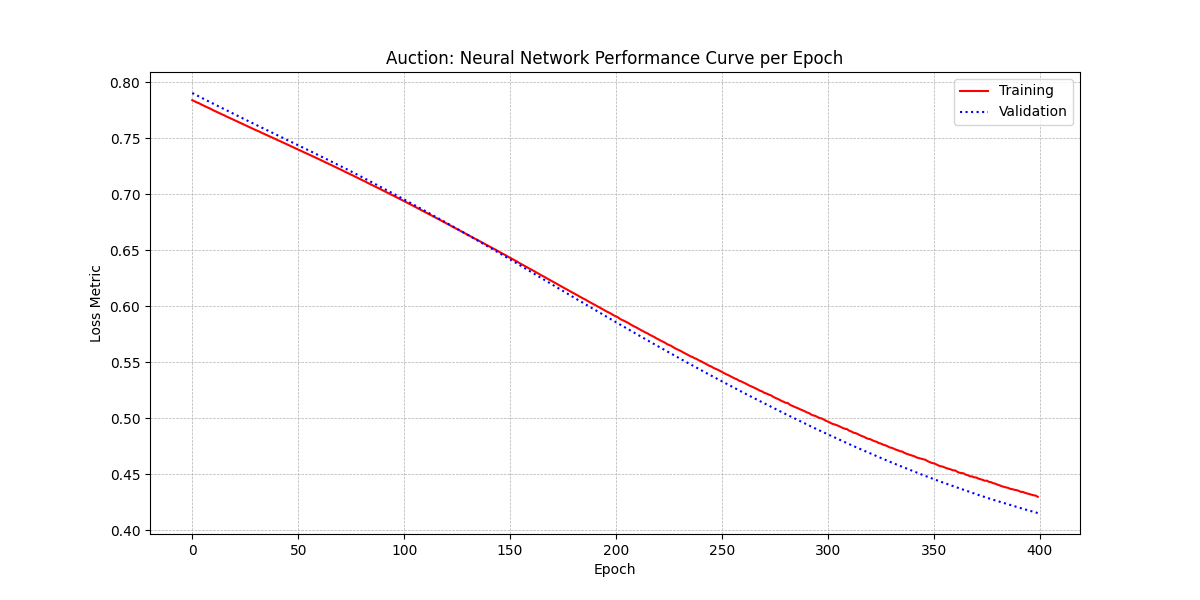 Auction: Neural Network Performance Curve per Epoch
Training
Validation
Loss Metric
0.80
0.75
0.70
0.65
0.60
0.55
0.50
0.45
0.40
0 50 100 150 200 250 300 350 400
Epoch